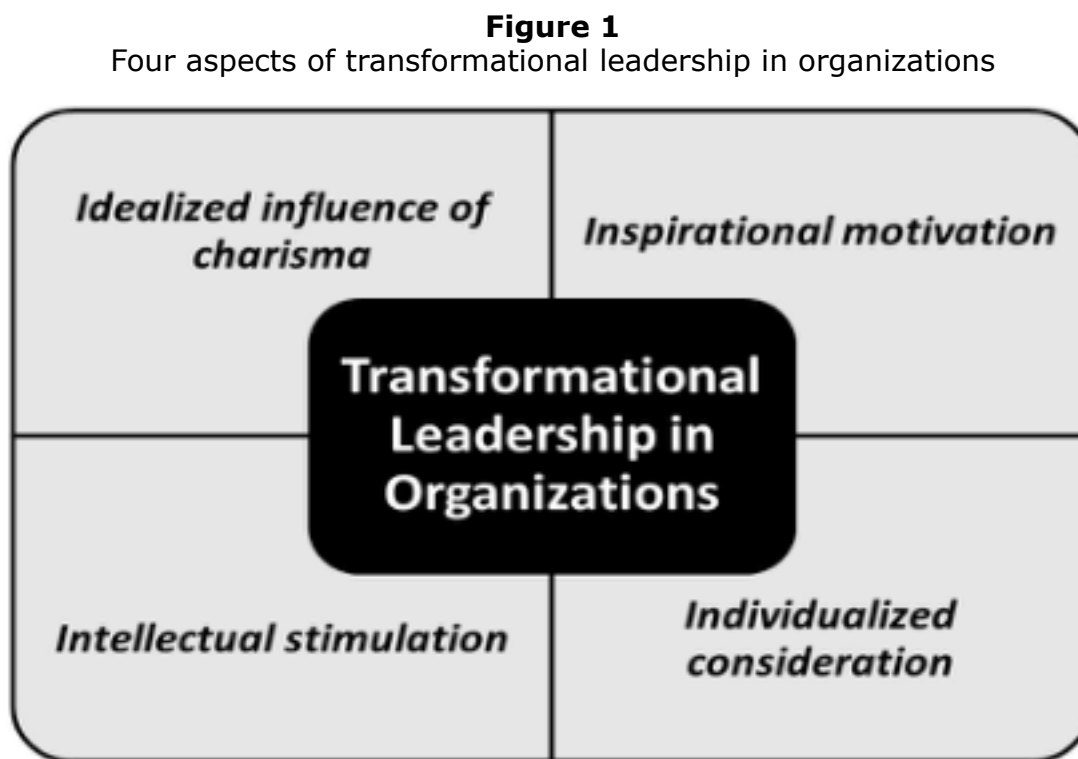 Figure 1
Four aspects of transformational leadership in organizations
Idealized influence of
charisma
Inspirational motivation
Transformational
Leadership in
Organizations
Intellectual stimulation
Individualized
consideration